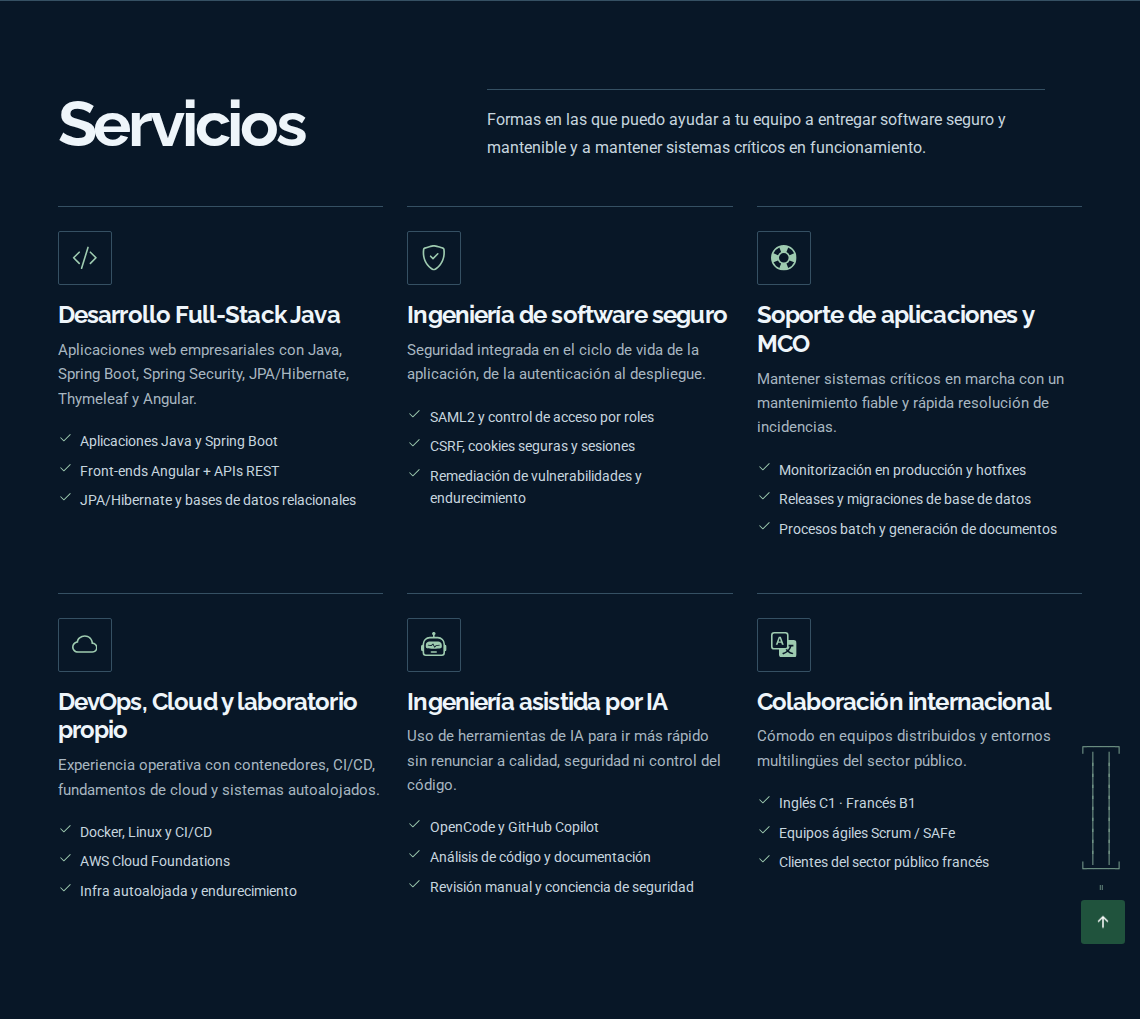 Servicios
Formas en las que puedo ayudar a tu equipo a entregar software seguro y
mantenible y a mantener sistemas críticos en funcionamiento.
Desarrollo Full-Stack Java
Aplicaciones web empresariales con Java,
Spring Boot, Spring Security, JPA/Hibernate,
Thymeleaf y Angular.
Aplicaciones Java y Spring Boot
Front-ends Angular + APIs REST
JPA/Hibernate y bases de datos relacionales
Ingeniería de software seguro
Seguridad integrada en el ciclo de vida de la
aplicación, de la autenticación al despliegue.
SAML2 y control de acceso por roles
CSRF, cookies seguras y sesiones
Remediación de vulnerabilidades y
endurecimiento
Soporte de aplicaciones y
MCO
Mantener sistemas críticos en marcha con un
mantenimiento fiable y rápida resolución de
incidencias.
Monitorización en producción y hotfixes
Releases y migraciones de base de datos
Procesos batch y generación de documentos
DevOps, Cloud y laboratorio
propio
Experiencia operativa con contenedores, CI/CD,
fundamentos de cloud y sistemas autoalojados.
Docker, Linux y CI/CD
AWS Cloud Foundations
Infra autoalojada y endurecimiento
Ingeniería asistida por IA
Uso de herramientas de IA para ir más rápido
sin renunciar a calidad, seguridad ni control del
código.
OpenCode y GitHub Copilot
Análisis de código y documentación
Revisión manual y conciencia de seguridad
Colaboración internacional
Cómodo en equipos distribuidos y entornos
multilingües del sector público.
Inglés C1 · Francés B1
Equipos ágiles Scrum / SAFe
Clientes del sector público francés